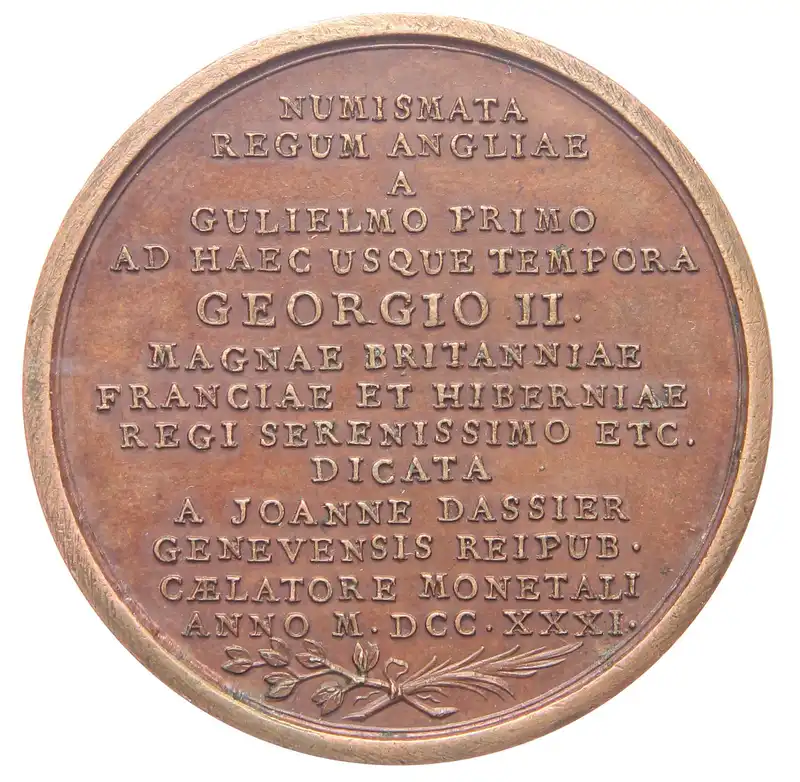 NUMISMATA
REGUM ANGLIAE
A
GULIELMO PRIMO
AD HAEC USQUE TEMPORA
GEORGIO II.
MAGNAE BRITANNIAE
FRANCIAE ET HIBERNIAE
REGI SERENISSIMO ETC.
DICATA
A JOANNE DASSIER
GENEVENSIS REIPUB·
CÆLATORE MONETALI
ANNO M·DCC·XXXI·